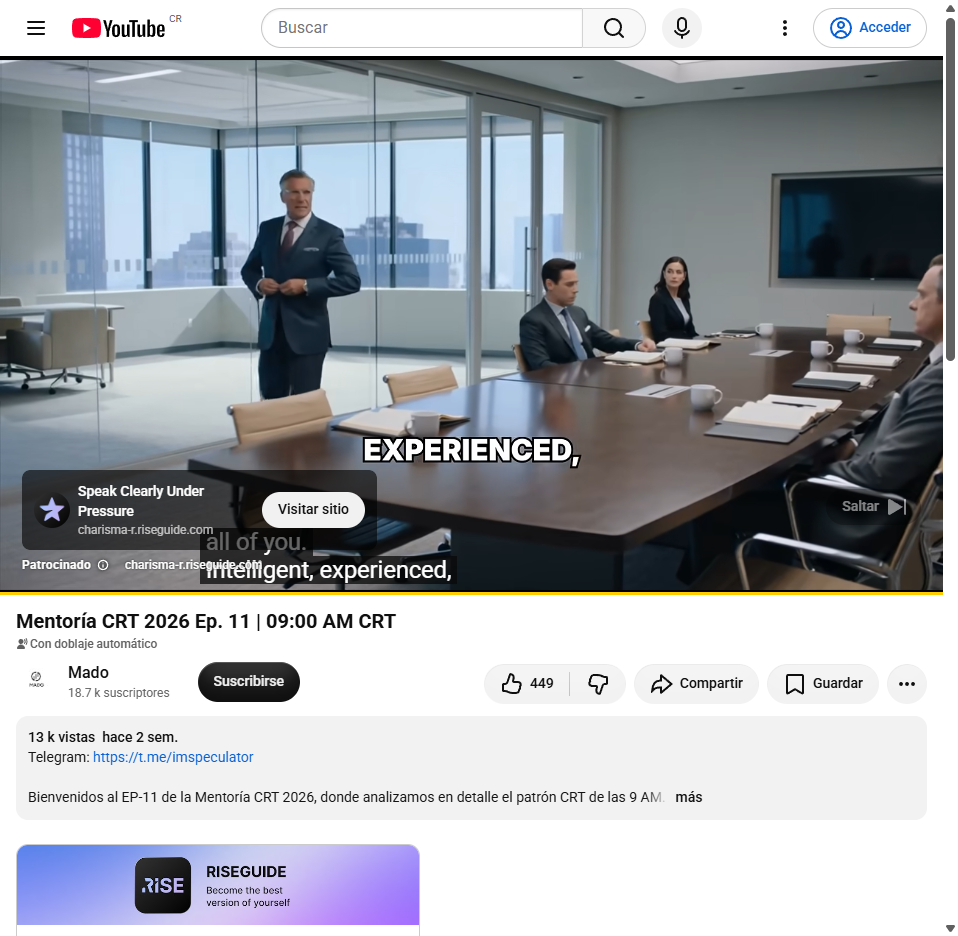 YouTube CR
Buscar
Acceder
EXPERIENCED,
Speak Clearly Under
Pressure
charisma-r.riseguide.com
Visitar sitio
Saltar
all of you.
intelligent, experienced,
Patrocinado
charisma-r.riseguide.com
Mentoría CRT 2026 Ep. 11 | 09:00 AM CRT
Con doblaje automático
MADO
Mado
18.7 k suscriptores
Suscribirse
449
Compartir
Guardar
13 k vistas hace 2 sem.
Telegram: https://t.me/imspeculator
Bienvenidos al EP-11 de la Mentoría CRT 2026, donde analizamos en detalle el patrón CRT de las 9 AM. más
.RISE
RISEGUIDE
Become the best
version of yourself